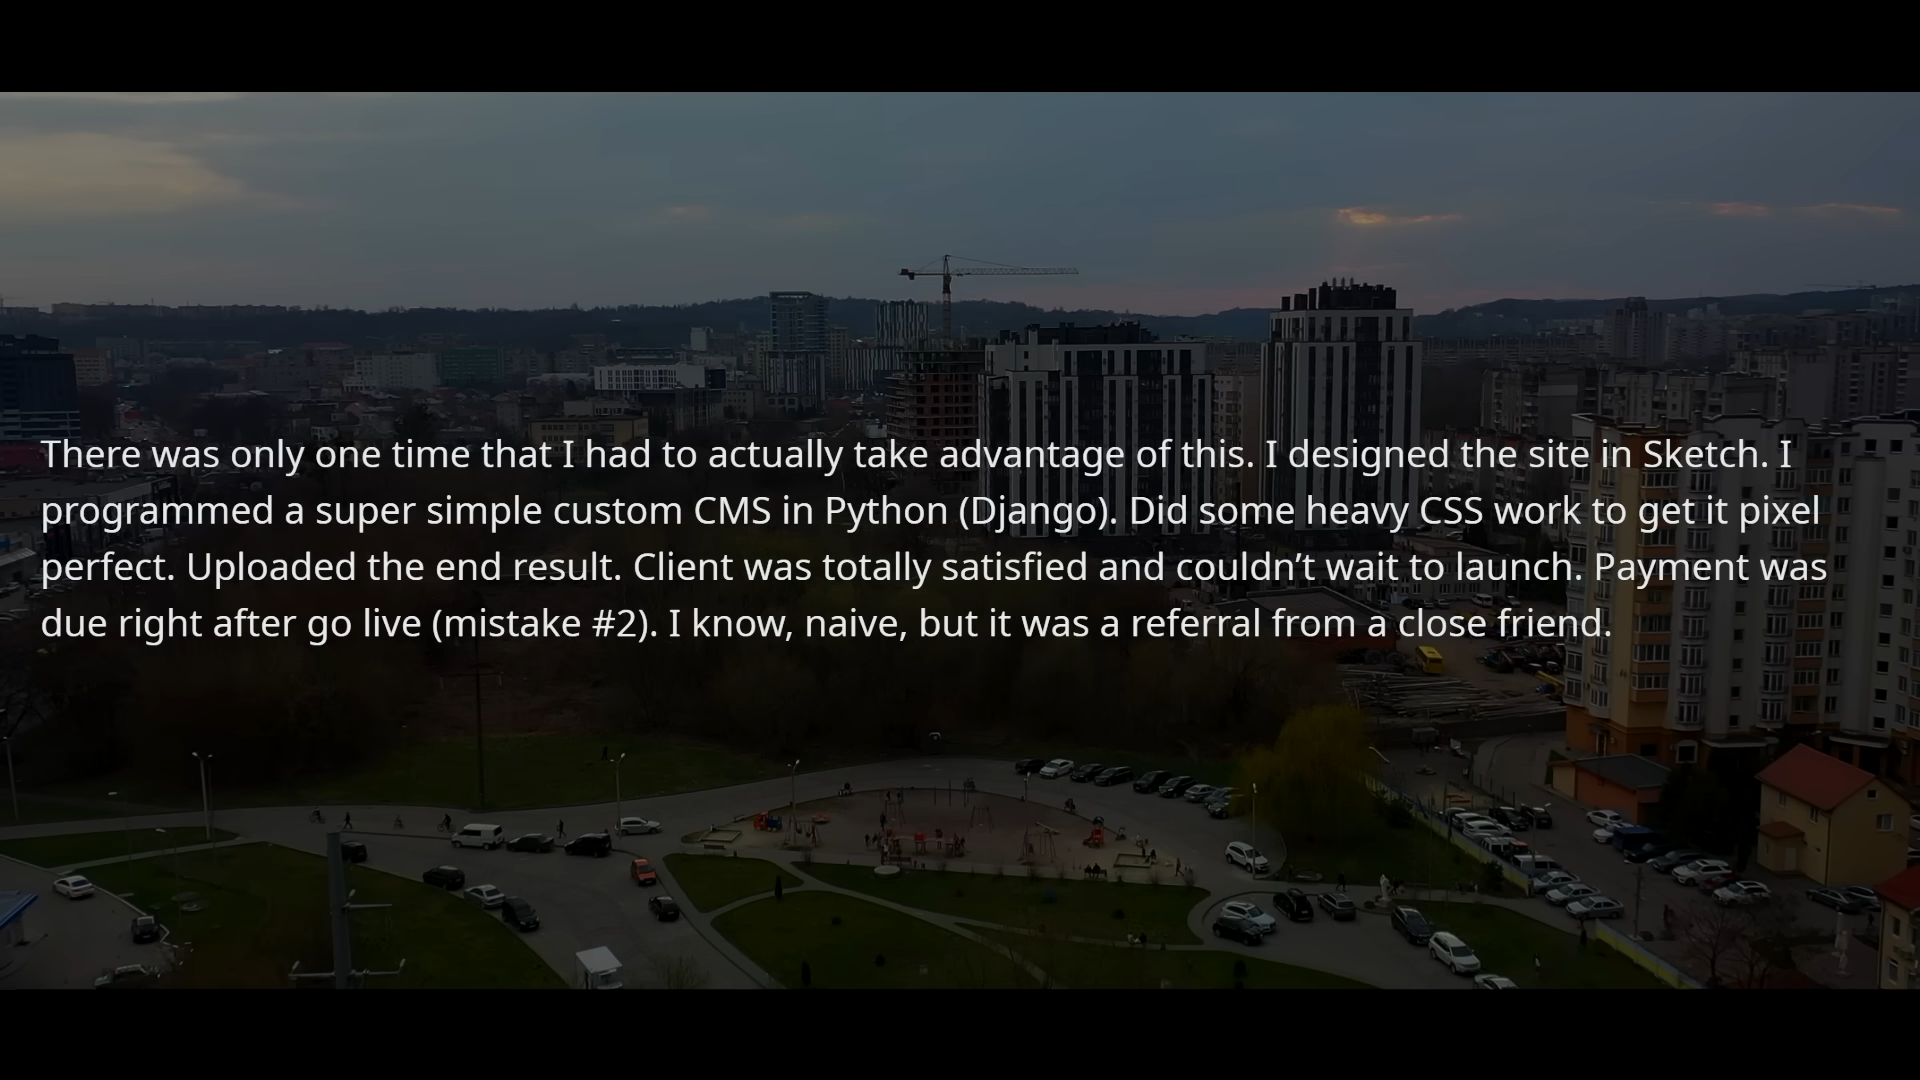 There was only one time that I had to actually take advantage of this. I designed the site in Sketch. I
programmed a super simple custom CMS in Python (Django). Did some heavy CSS work to get it pixel
perfect. Uploaded the end result. Client was totally satisfied and couldn’t wait to launch. Payment was
due right after go live (mistake #2). I know, naive, but it was a referral from a close friend.